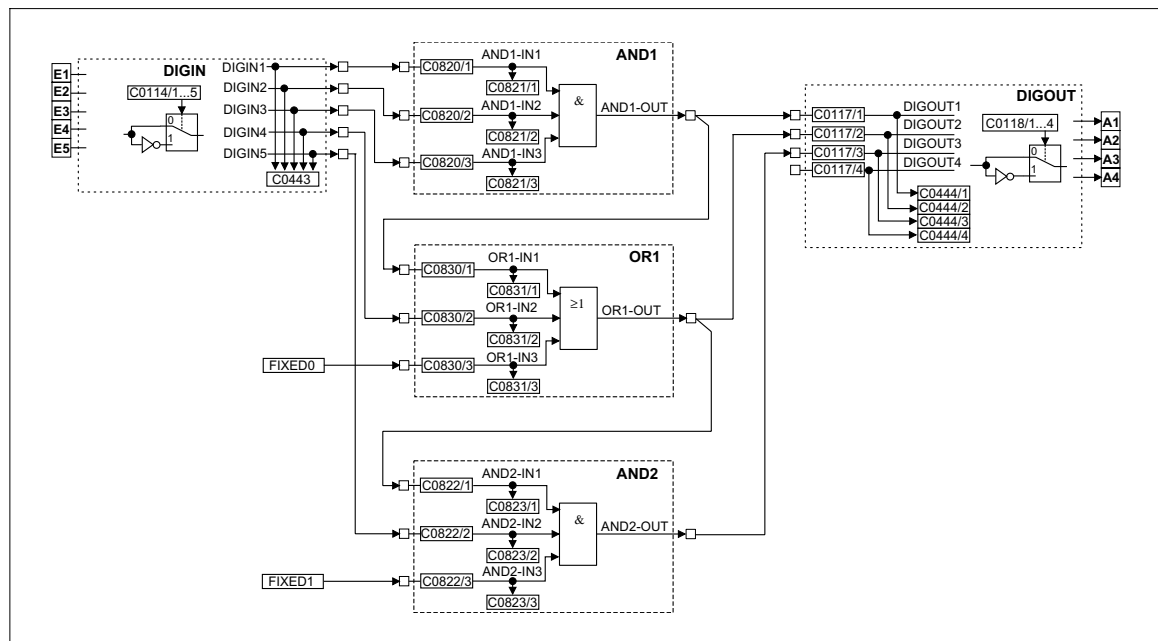 E1
E2
E3
E4
E5
DIGIN
C0114/1...5
0
1
DIGIN1
DIGIN2
DIGIN3
DIGIN4
DIGIN5
C0443
AND1
C0820/1
AND1-IN1
C0821/1
C0820/2
AND1-IN2
C0821/2
C0820/3
AND1-IN3
C0821/3
&
AND1-OUT
DIGOUT
C0117/1
C0117/2
C0117/3
C0117/4
DIGOUT1
DIGOUT2
DIGOUT3
DIGOUT4
C0444/1
C0444/2
C0444/3
C0444/4
C0118/1...4
0
1
A1
A2
A3
A4
OR1
C0830/1
OR1-IN1
C0831/1
C0830/2
OR1-IN2
C0831/2
FIXED0
C0830/3
OR1-IN3
C0831/3
≥1
OR1-OUT
AND2
C0822/1
AND2-IN1
C0823/1
C0822/2
AND2-IN2
C0823/2
FIXED1
C0822/3
AND2-IN3
C0823/3
&
AND2-OUT